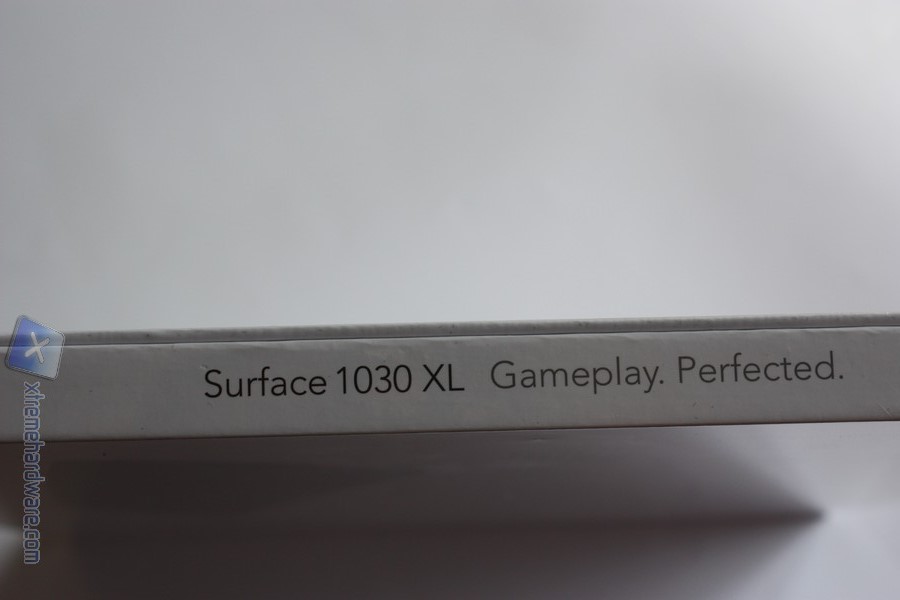 Surface 1030 XL Gameplay. Perfected.
X
xtremehardware.com